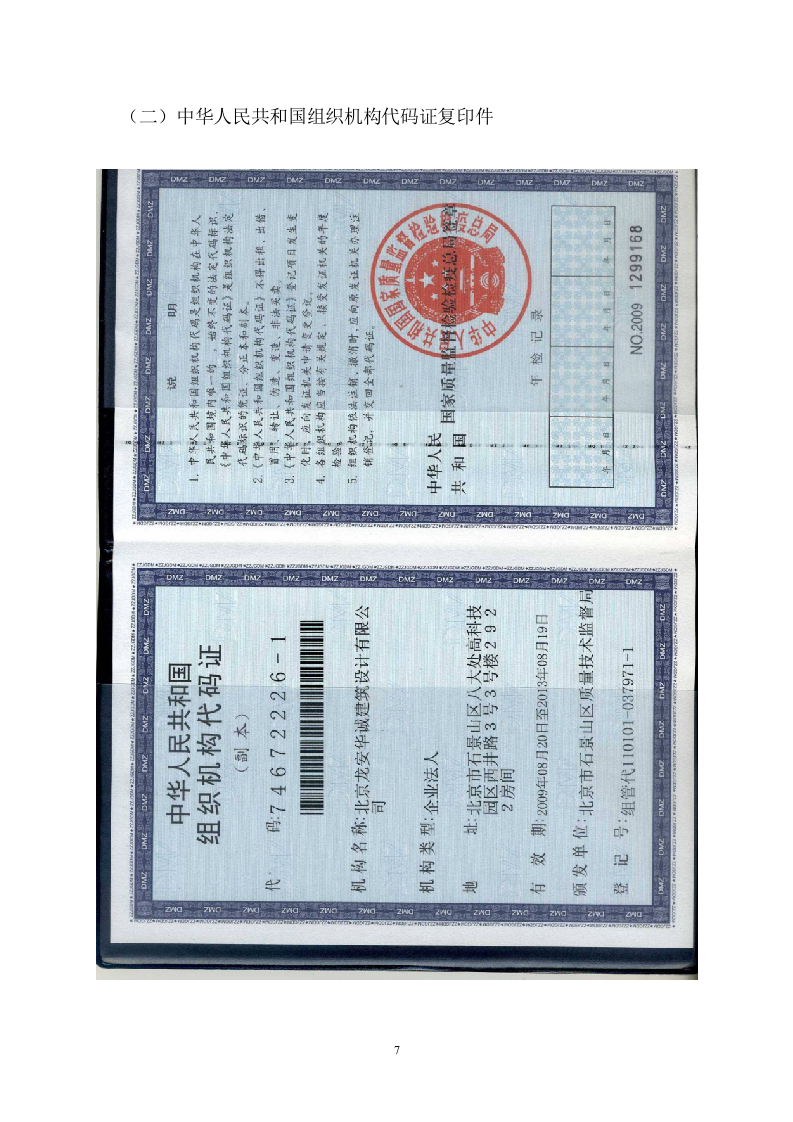 （二）中华人民共和国组织机构代码证复印件
中华人民共和国
组织机构代码证
（副 本）
代 码:74672226-1
机 构 名 称:北京龙安华诚建筑设计有限公
司
机 构 类 型:企业法人
地 址:北京市石景山区八大处高科技
园区西井路3号3号楼292
2房间
有 效 期:2009年08月20日至2013年08月19日
颁 发 单 位:北京市石景山区质量技术监督局
登 记 号:组管代110101-037971-1
说 明
1. 中华人民共和国组织机构代码是组织机构在中华人
民共和国境内唯一的、始终不变的法定代码标识，
《中华人民共和国组织机构代码证》是组织机构法定
代码标识的凭证，分正本和副本。
2.《中华人民共和国组织机构代码证》不得出租、出借、
冒用、转让、伪造、变造、非法买卖。
3.《中华人民共和国组织机构代码证》登记项目发生变
化时，应向发证机关申请变更登记。
4. 各组织机构应当按有关规定，接受发证机关的年度
检验。
5. 组织机构依法注销、撤消时，应向原发证机关办理注
销登记，并交回全部代码证。
中华人民
共 和 国
国家质量监督检验检疫总局签章
年 检 记 录
年 月 日
年 月 日
年 月 日
年 月 日
NO.2009 1299168
7